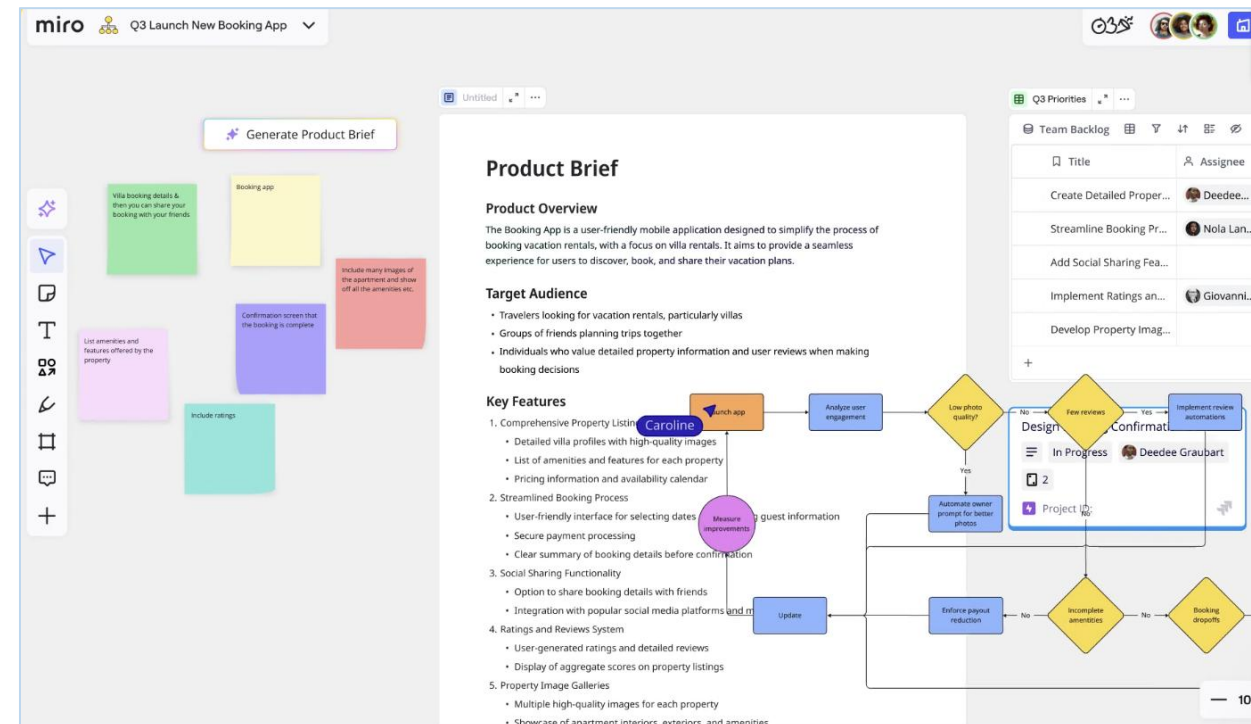 miro
Q3 Launch New Booking App
Untitled
Q3 Priorities
Generate Product Brief
Villa booking details &
then you can share your
booking with your friends
Booking app
Include many images of
the apartment and show
off all the amenities etc.
Confirmation screen that
the booking is complete
List amenities and
features offered by the
property
Include ratings
Product Brief
Product Overview
The Booking App is a user-friendly mobile application designed to simplify the process of
booking vacation rentals, with a focus on villa rentals. It aims to provide a seamless
experience for users to discover, book, and share their vacation plans.
Target Audience
• Travelers looking for vacation rentals, particularly villas
• Groups of friends planning trips together
• Individuals who value detailed property information and user reviews when making
booking decisions
Key Features
1. Comprehensive Property Listin
• Detailed villa profiles with high-quality images
• List of amenities and features for each property
• Pricing information and availability calendar
2. Streamlined Booking Process
• User-friendly interface for selecting dates g guest information
• Secure payment processing
• Clear summary of booking details before confirmation
3. Social Sharing Functionality
• Option to share booking details with friends
• Integration with popular social media platforms and m
4. Ratings and Reviews System
• User-generated ratings and detailed reviews
• Display of aggregate scores on property listings
5. Property Image Galleries
• Multiple high-quality images for each property
• Showcase of apartment interiors, exteriors, and amenities
Team Backlog
Title
Assignee
Create Detailed Proper...
Deedee...
Streamline Booking Pr...
Nola Lan...
Add Social Sharing Fea...
Implement Ratings an...
Giovanni...
Develop Property Imag...
+
aunch app
Caroline
Analyze user
engagement
Low photo
quality?
No
Few reviews
Yes
Implement review
automations
Design
Confirmat
In Progress
Deedee Graubart
2
Project ID:
No
Yes
Automate owner
prompt for better
photos
Measure
improvements
Update
Enforce payout
reduction
No
Incomplete
amentities
No
Booking
dropoffs
10